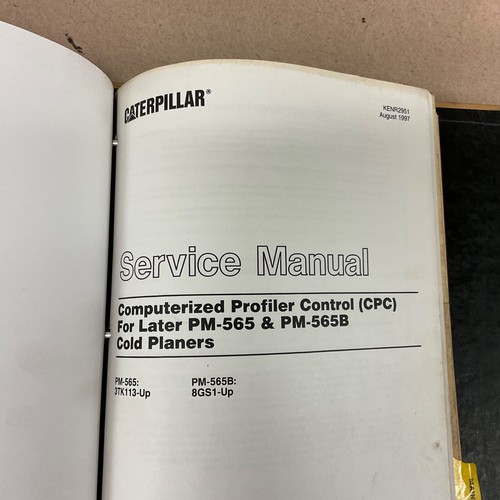 CATERPILLAR®
KENR2951
August 1997
Service Manual
Computerized Profiler Control (CPC)
For Later PM-565 & PM-565B
Cold Planers
PM-565: PM-565B:
3TK113-Up 8GS1-Up